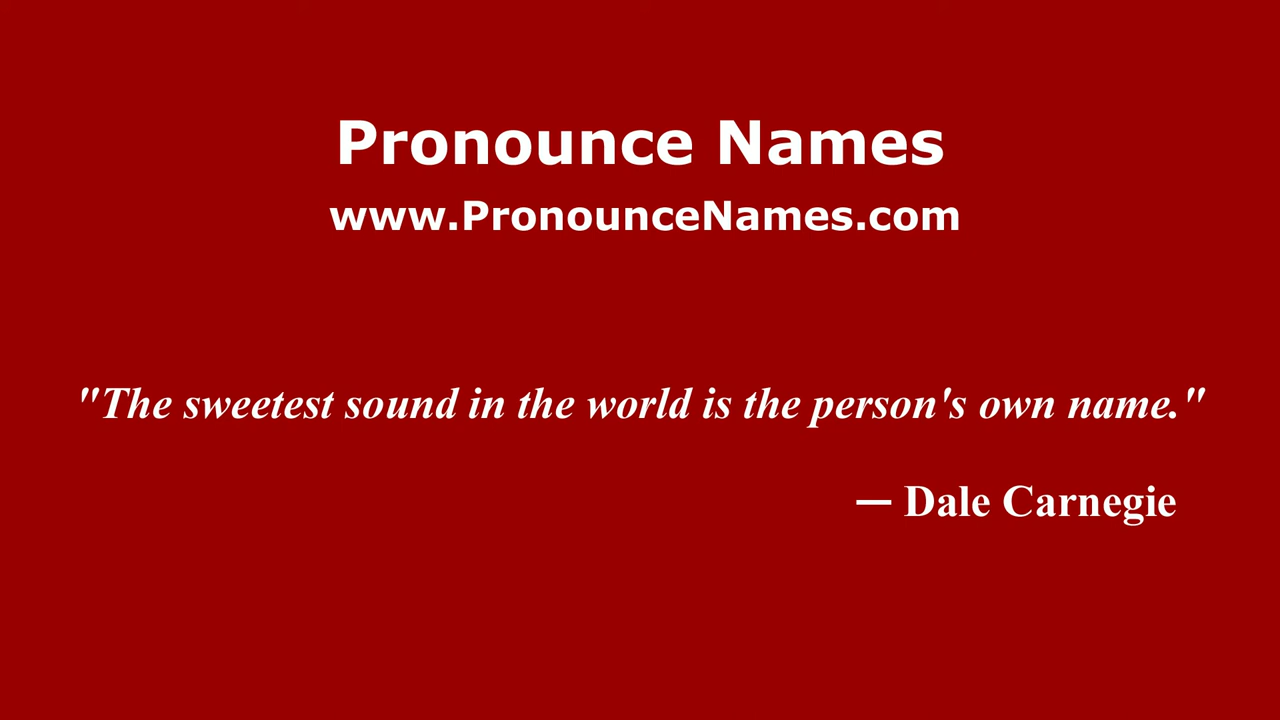 Pronounce Names
www.PronounceNames.com
"The sweetest sound in the world is the person's own name."
— Dale Carnegie